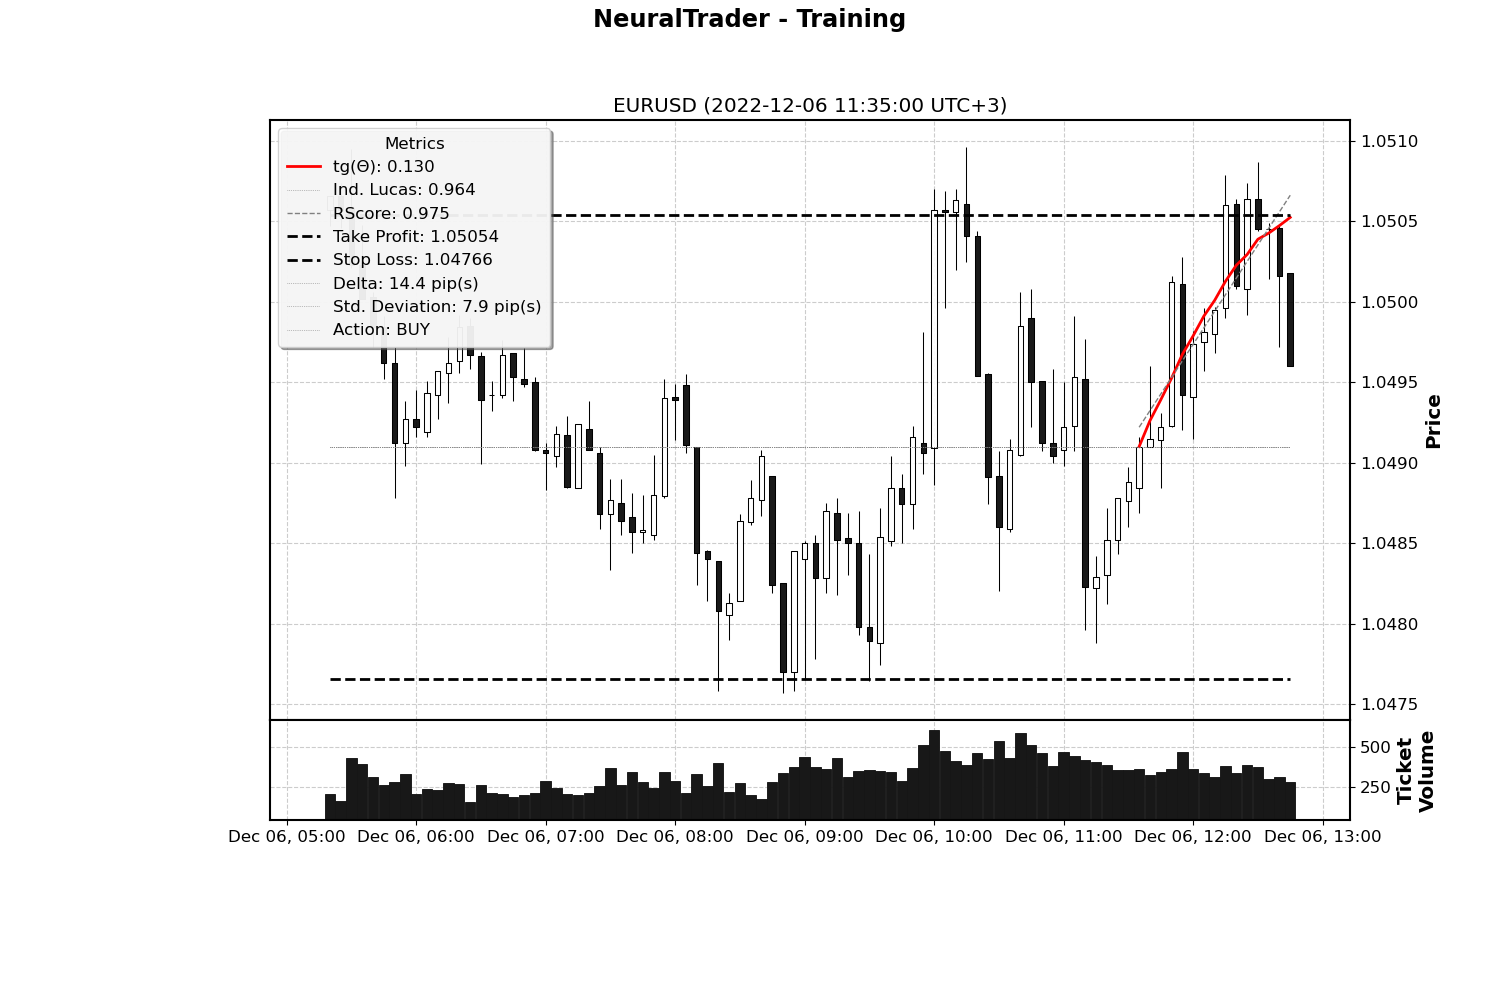 NeuralTrader - Training
EURUSD (2022-12-06 11:35:00 UTC+3)
Metrics
tg(Θ): 0.130
Ind. Lucas: 0.964
RScore: 0.975
Take Profit: 1.05054
Stop Loss: 1.04766
Delta: 14.4 pip(s)
Std. Deviation: 7.9 pip(s)
Action: BUY
1.0510
1.0505
1.0500
1.0495
1.0490
1.0485
1.0480
1.0475
Price
500
250
Ticket
Volume
Dec 06, 05:00 Dec 06, 06:00 Dec 06, 07:00 Dec 06, 08:00 Dec 06, 09:00 Dec 06, 10:00 Dec 06, 11:00 Dec 06, 12:00 Dec 06, 13:00